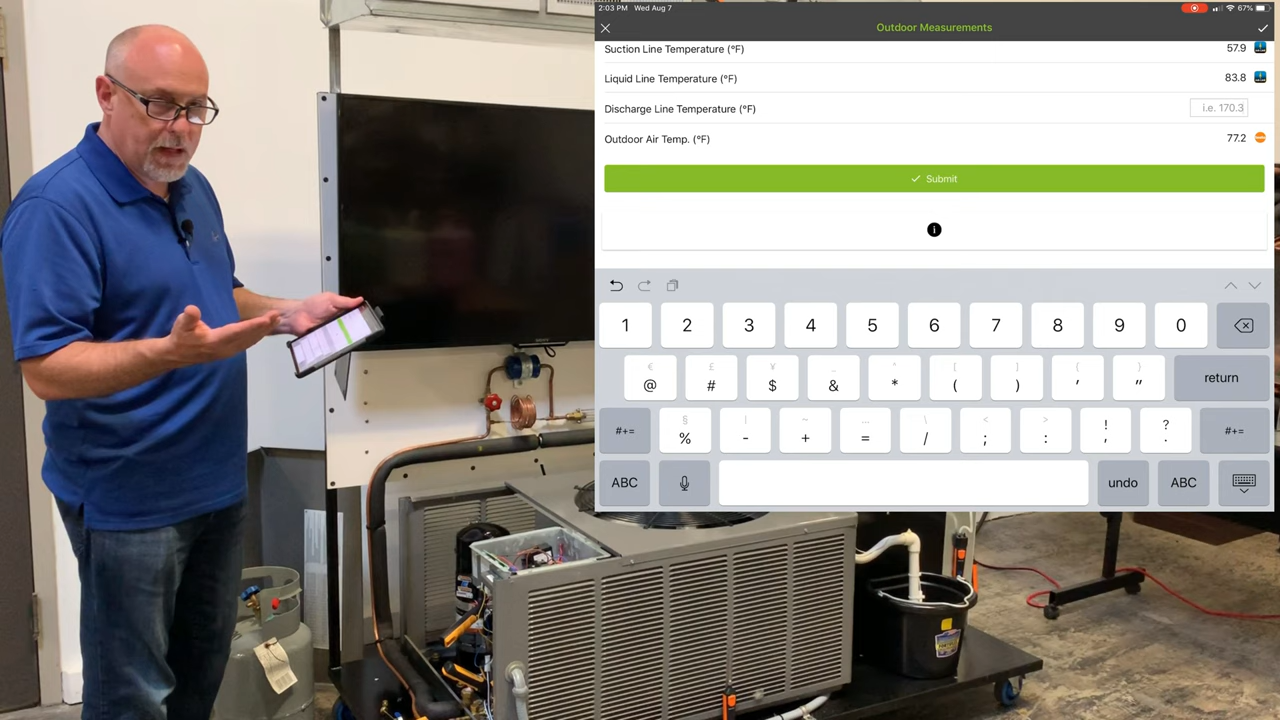 2:03 PM Wed Aug 7
67%
Outdoor Measurements
Suction Line Temperature (°F) 57.9
Liquid Line Temperature (°F) 83.8
Discharge Line Temperature (°F) i.e. 170.3
Outdoor Air Temp. (°F) 77.2
Submit
i
1 2 3 4 5 6 7 8 9 0
€ £ ¥ _ ^ [ ] { }
@ # $ & * ( ) ' " return
§ | ~ … \ < > ! ?
#+= % - + = / ; : , . #+=
ABC undo ABC